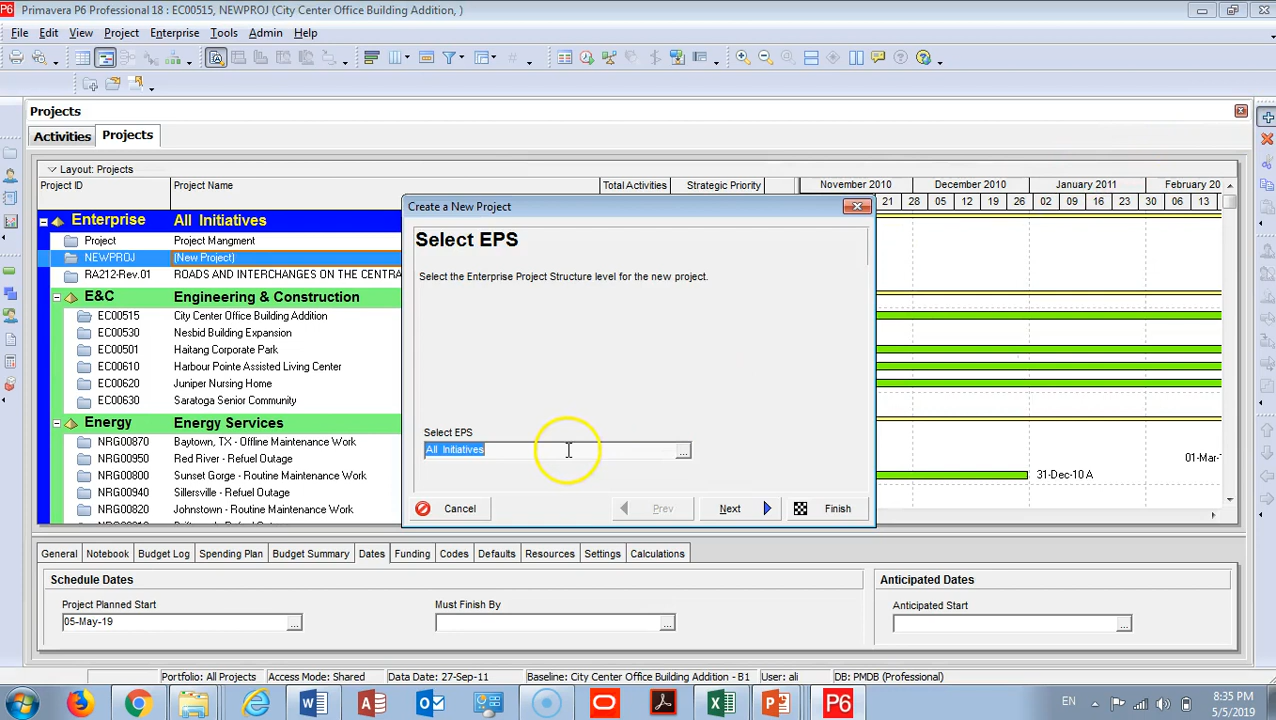 P6 Primavera P6 Professional 18 : EC00515, NEWPROJ (City Center Office Building Addition, )
File Edit View Project Enterprise Tools Admin Help
Projects
Activities Projects
Layout: Projects
Project ID Project Name Total Activities Strategic Priority November 2010 December 2010 January 2011 February 20
19 28 05 12 19 26 02 09 16 23 30 06 13
Enterprise All Initiatives
Project Project Mangment
NEWPROJ (New Project)
RA212-Rev.01 ROADS AND INTERCHANGES ON THE CENTRA
E&C Engineering & Construction
EC00515 City Center Office Building Addition
EC00530 Nesbid Building Expansion
EC00501 Haitang Corporate Park
EC00610 Harbour Pointe Assisted Living Center
EC00620 Juniper Nursing Home
EC00630 Saratoga Senior Community
Energy Energy Services
NRG00870 Baytown, TX - Offline Maintenance Work
NRG00950 Red River - Refuel Outage
NRG00800 Sunset Gorge - Routine Maintenance Work
NRG00940 Sillersville - Refuel Outage
NRG00820 Johnstown - Routine Maintenance Work
01-Mar-
31-Dec-10 A
Create a New Project
Select EPS
Select the Enterprise Project Structure level for the new project.
Select EPS
All Initiatives
...
Cancel Prev Next Finish
General Notebook Budget Log Spending Plan Budget Summary Dates Funding Codes Defaults Resources Settings Calculations
Schedule Dates Anticipated Dates
Project Planned Start Must Finish By Anticipated Start
05-May-19 ... ... ...
Portfolio: All Projects Access Mode: Shared Data Date: 27-Sep-11 Baseline: City Center Office Building Addition - B1 User: ali DB: PMDB (Professional)
EN 8:35 PM
5/5/2019